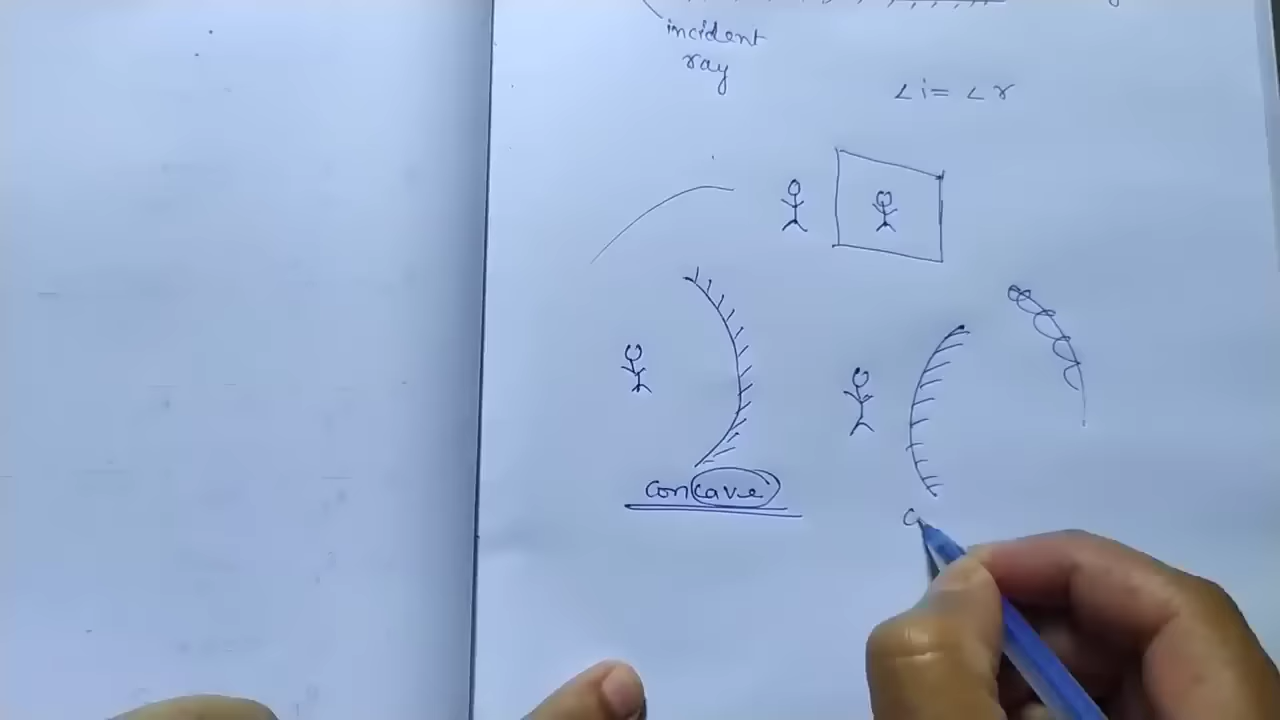 incident
ray
∠i = ∠r
concave
C